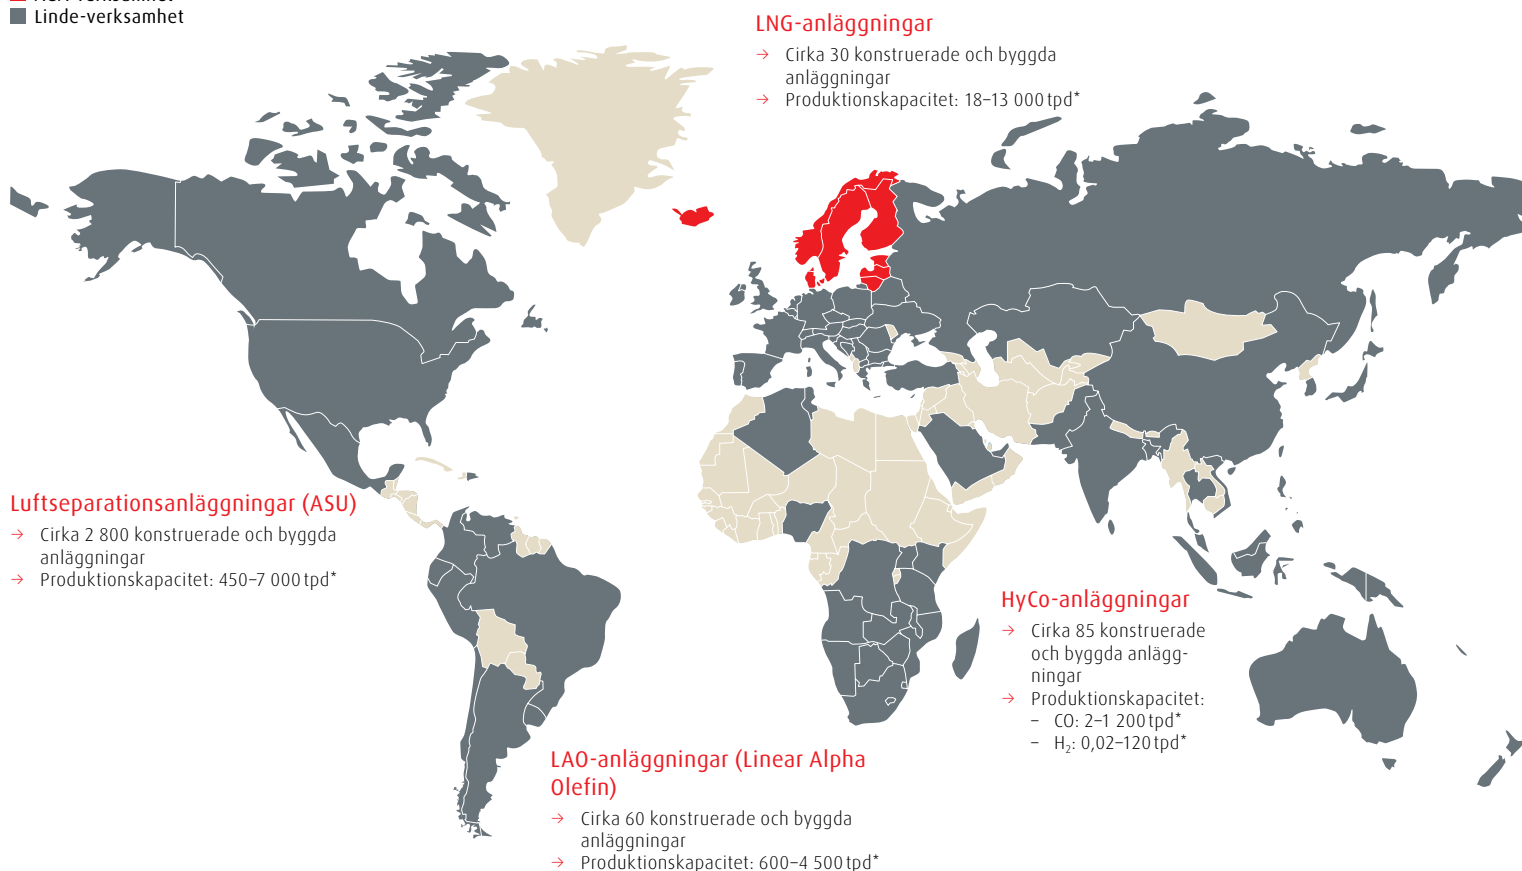 Linde-verksamhet
LNG-anläggningar
→ Cirka 30 konstruerade och byggda
anläggningar
→ Produktionskapacitet: 18–13 000 tpd*
Luftseparationsanläggningar (ASU)
→ Cirka 2 800 konstruerade och byggda
anläggningar
→ Produktionskapacitet: 450–7 000 tpd*
HyCo-anläggningar
→ Cirka 85 konstruerade
och byggda anlägg-
ningar
→ Produktionskapacitet:
– CO: 2–1 200 tpd*
– H₂: 0,02–120 tpd*
LAO-anläggningar (Linear Alpha
Olefin)
→ Cirka 60 konstruerade och byggda
anläggningar
→ Produktionskapacitet: 600–4 500 tpd*